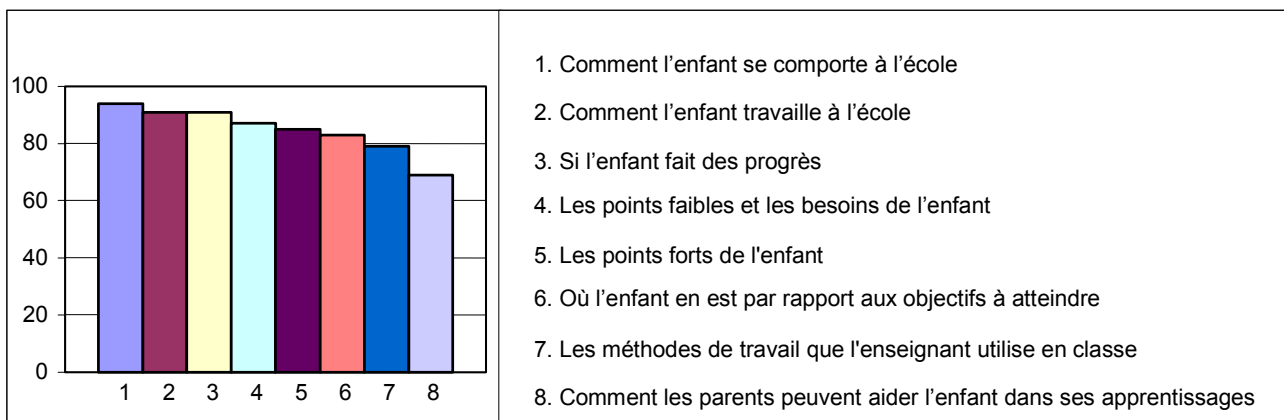 100
80
60
40
20
0
1 2 3 4 5 6 7 8
1. Comment l’enfant se comporte à l’école
2. Comment l’enfant travaille à l’école
3. Si l’enfant fait des progrès
4. Les points faibles et les besoins de l’enfant
5. Les points forts de l'enfant
6. Où l’enfant en est par rapport aux objectifs à atteindre
7. Les méthodes de travail que l'enseignant utilise en classe
8. Comment les parents peuvent aider l’enfant dans ses apprentissages